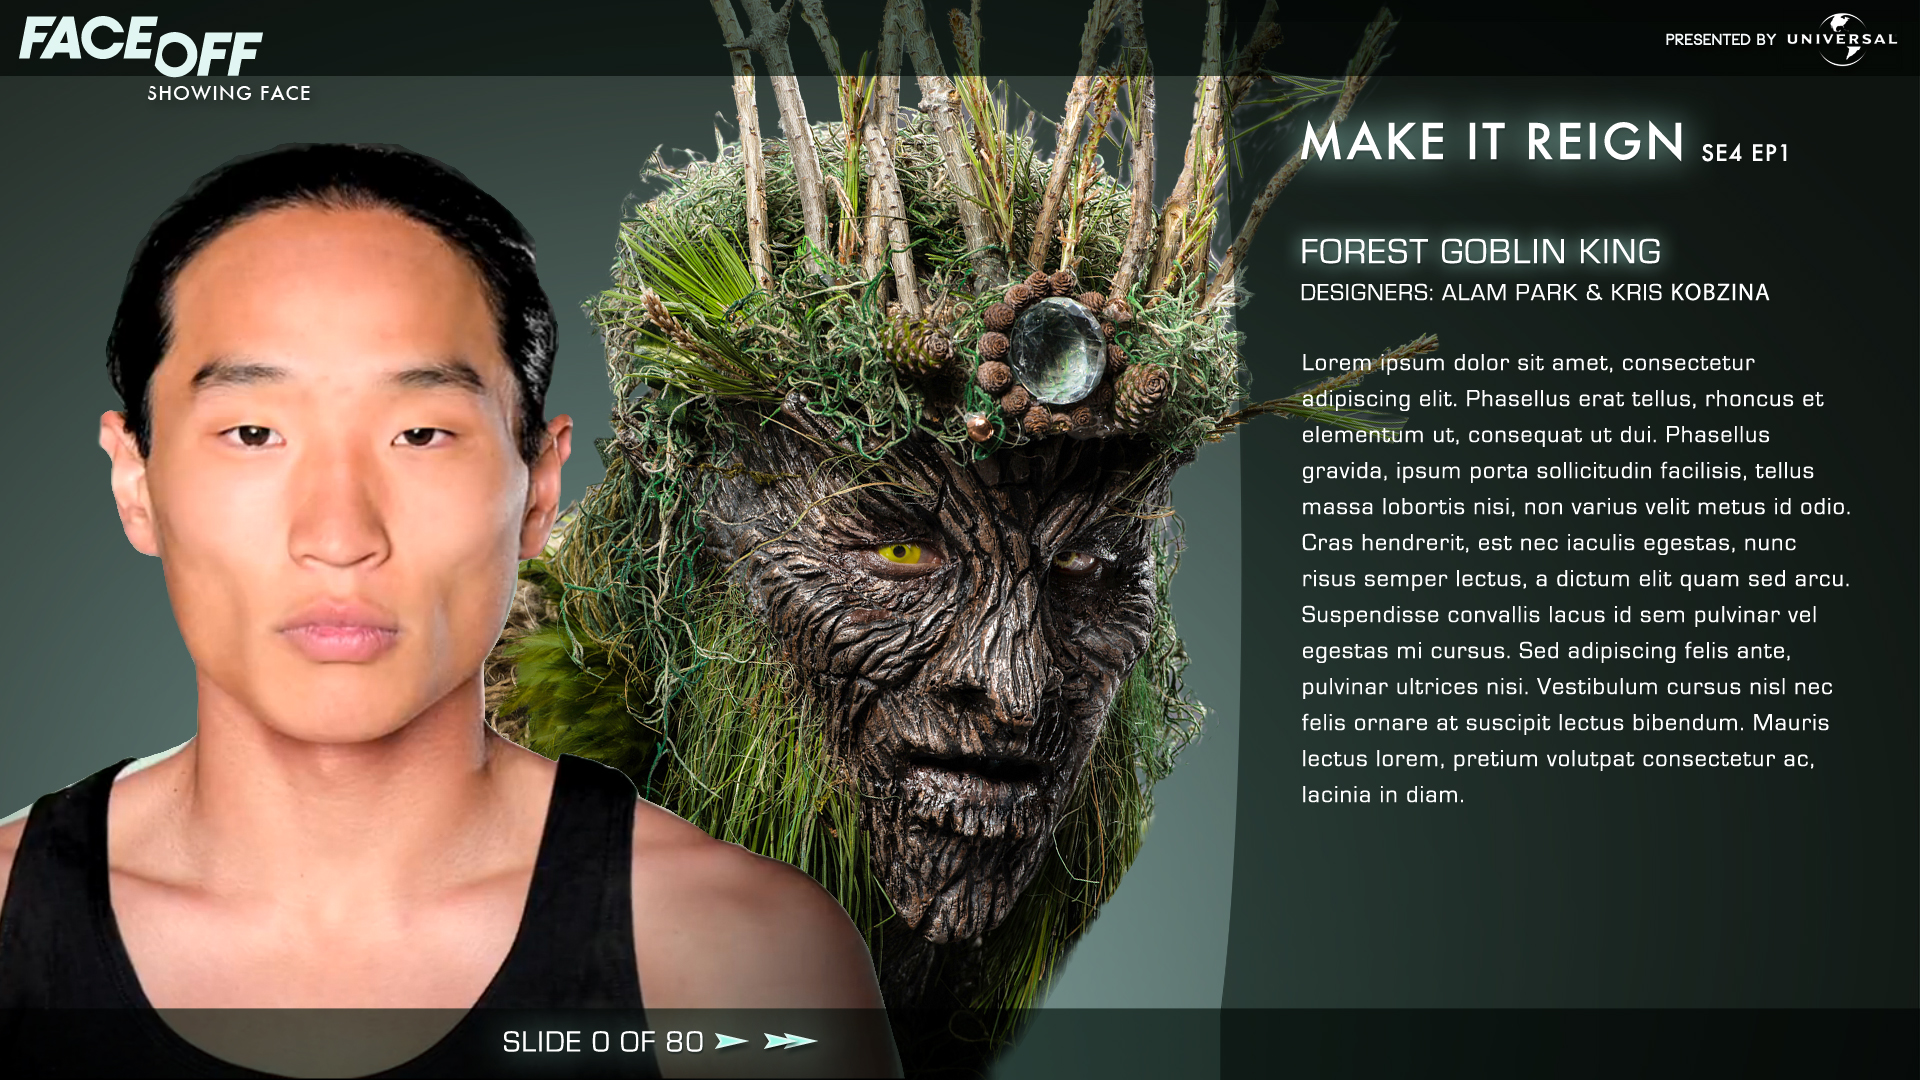 FACE OFF
SHOWING FACE
PRESENTED BY UNIVERSAL
MAKE IT REIGN SE4 EP1
FOREST GOBLIN KING
DESIGNERS: ALAM PARK & KRIS KOBZINA
Lorem ipsum dolor sit amet, consectetur
adipiscing elit. Phasellus erat tellus, rhoncus et
elementum ut, consequat ut dui. Phasellus
gravida, ipsum porta sollicitudin facilisis, tellus
massa lobortis nisi, non varius velit metus id odio.
Cras hendrerit, est nec iaculis egestas, nunc
risus semper lectus, a dictum elit quam sed arcu.
Suspendisse convallis lacus id sem pulvinar vel
egestas mi cursus. Sed adipiscing felis ante,
pulvinar ultrices nisi. Vestibulum cursus nisl nec
felis ornare at suscipit lectus bibendum. Mauris
lectus lorem, pretium volutpat consectetur ac,
lacinia in diam.
SLIDE 0 OF 80